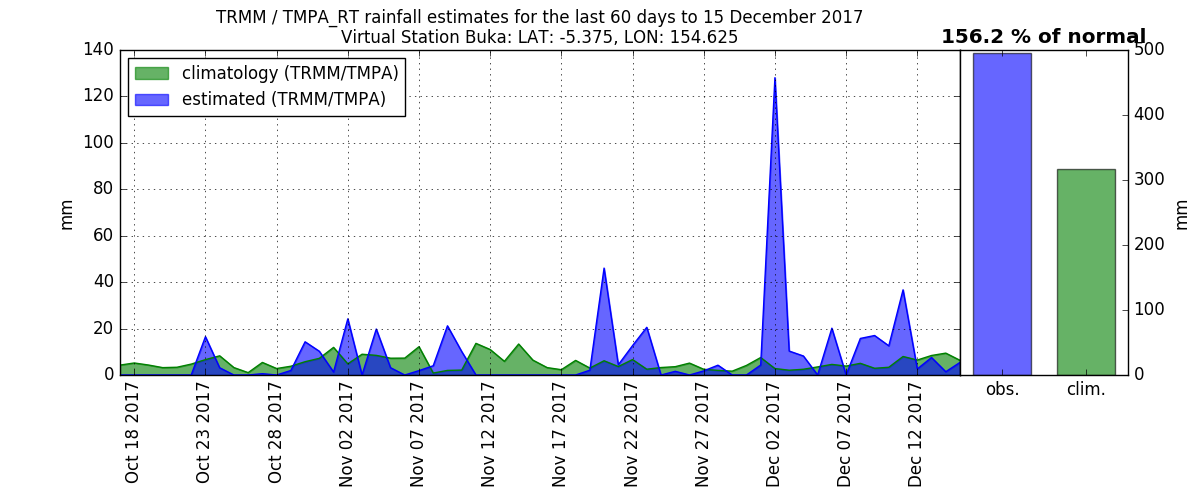 TRMM / TMPA_RT rainfall estimates for the last 60 days to 15 December 2017
Virtual Station Buka: LAT: -5.375, LON: 154.625
156.2 % of normal
climatology (TRMM/TMPA)
estimated (TRMM/TMPA)
mm
140
120
100
80
60
40
20
0
Oct 18 2017
Oct 23 2017
Oct 28 2017
Nov 02 2017
Nov 07 2017
Nov 12 2017
Nov 17 2017
Nov 22 2017
Nov 27 2017
Dec 02 2017
Dec 07 2017
Dec 12 2017
500
400
300
200
100
0
mm
obs.
clim.